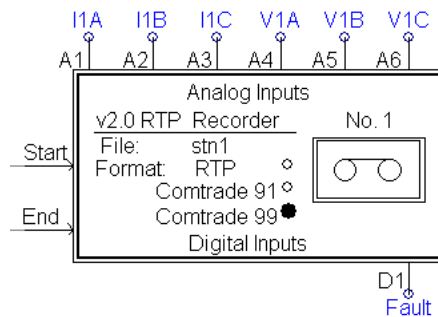 I1A I1B I1C V1A V1B V1C
A1 A2 A3 A4 A5 A6
Analog Inputs
v2.0 RTP Recorder No. 1
File: stn1
Start
Format: RTP
Comtrade 91
End
Comtrade 99
Digital Inputs
D1
Fault